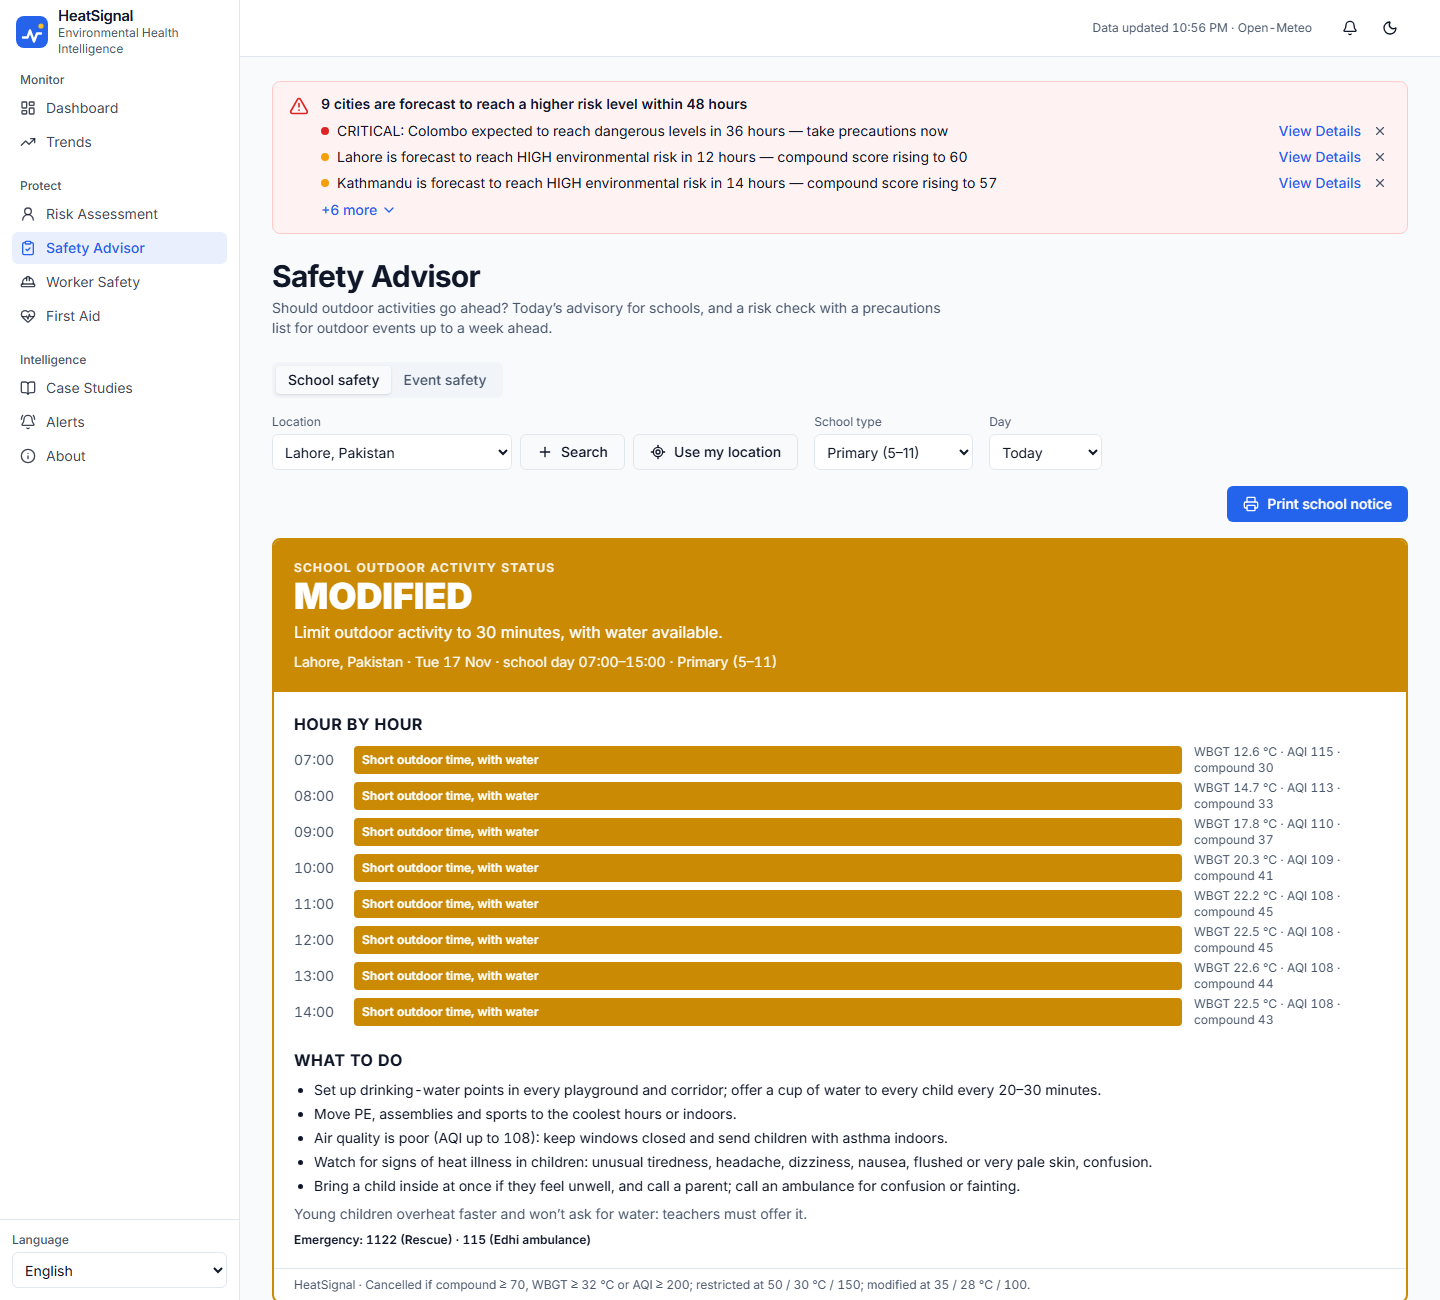 HeatSignal
Environmental Health
Intelligence
Data updated 10:56 PM · Open-Meteo
Monitor
Dashboard
Trends
Protect
Risk Assessment
Safety Advisor
Worker Safety
First Aid
Intelligence
Case Studies
Alerts
About
Language
English
9 cities are forecast to reach a higher risk level within 48 hours
CRITICAL: Colombo expected to reach dangerous levels in 36 hours — take precautions now View Details
Lahore is forecast to reach HIGH environmental risk in 12 hours — compound score rising to 60 View Details
Kathmandu is forecast to reach HIGH environmental risk in 14 hours — compound score rising to 57 View Details
+6 more
Safety Advisor
Should outdoor activities go ahead? Today's advisory for schools, and a risk check with a precautions
list for outdoor events up to a week ahead.
School safety Event safety
Location School type Day
Lahore, Pakistan Search Use my location Primary (5–11) Today
Print school notice
SCHOOL OUTDOOR ACTIVITY STATUS
MODIFIED
Limit outdoor activity to 30 minutes, with water available.
Lahore, Pakistan · Tue 17 Nov · school day 07:00–15:00 · Primary (5–11)
HOUR BY HOUR
07:00 Short outdoor time, with water WBGT 12.6 °C · AQI 115 ·
compound 30
08:00 Short outdoor time, with water WBGT 14.7 °C · AQI 113 ·
compound 33
09:00 Short outdoor time, with water WBGT 17.8 °C · AQI 110 ·
compound 37
10:00 Short outdoor time, with water WBGT 20.3 °C · AQI 109 ·
compound 41
11:00 Short outdoor time, with water WBGT 22.2 °C · AQI 108 ·
compound 45
12:00 Short outdoor time, with water WBGT 22.5 °C · AQI 108 ·
compound 45
13:00 Short outdoor time, with water WBGT 22.6 °C · AQI 108 ·
compound 44
14:00 Short outdoor time, with water WBGT 22.5 °C · AQI 108 ·
compound 43
WHAT TO DO
• Set up drinking-water points in every playground and corridor; offer a cup of water to every child every 20–30 minutes.
• Move PE, assemblies and sports to the coolest hours or indoors.
• Air quality is poor (AQI up to 108): keep windows closed and send children with asthma indoors.
• Watch for signs of heat illness in children: unusual tiredness, headache, dizziness, nausea, flushed or very pale skin, confusion.
• Bring a child inside at once if they feel unwell, and call a parent; call an ambulance for confusion or fainting.
Young children overheat faster and won't ask for water: teachers must offer it.
Emergency: 1122 (Rescue) · 115 (Edhi ambulance)
HeatSignal · Cancelled if compound ≥ 70, WBGT ≥ 32 °C or AQI ≥ 200; restricted at 50 / 30 °C / 150; modified at 35 / 28 °C / 100.